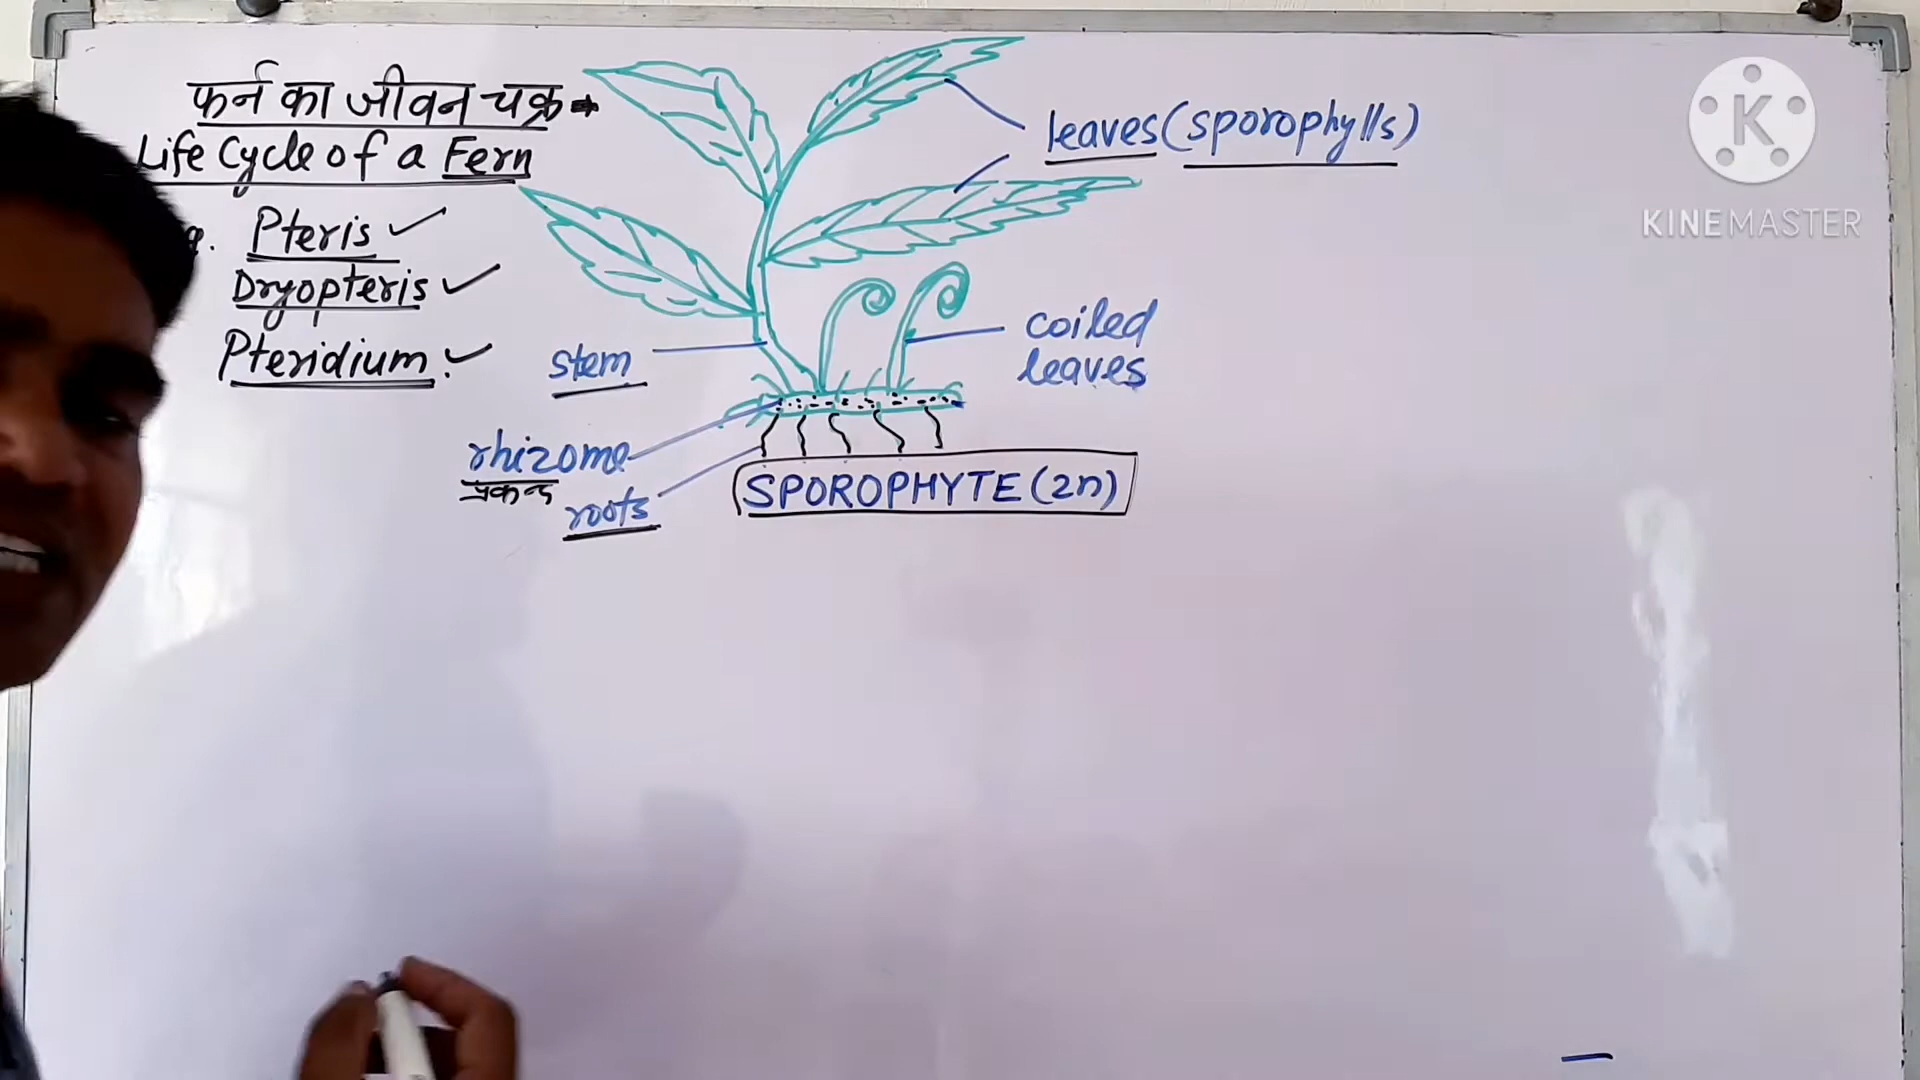 फर्न का जीवन चक्र
Life Cycle of a Fern
Pteris
Dryopteris
Pteridium.
leaves (sporophylls)
coiled
leaves
stem
rhizome
प्रकन्द
roots
SPOROPHYTE (2n)
K
KINEMASTER